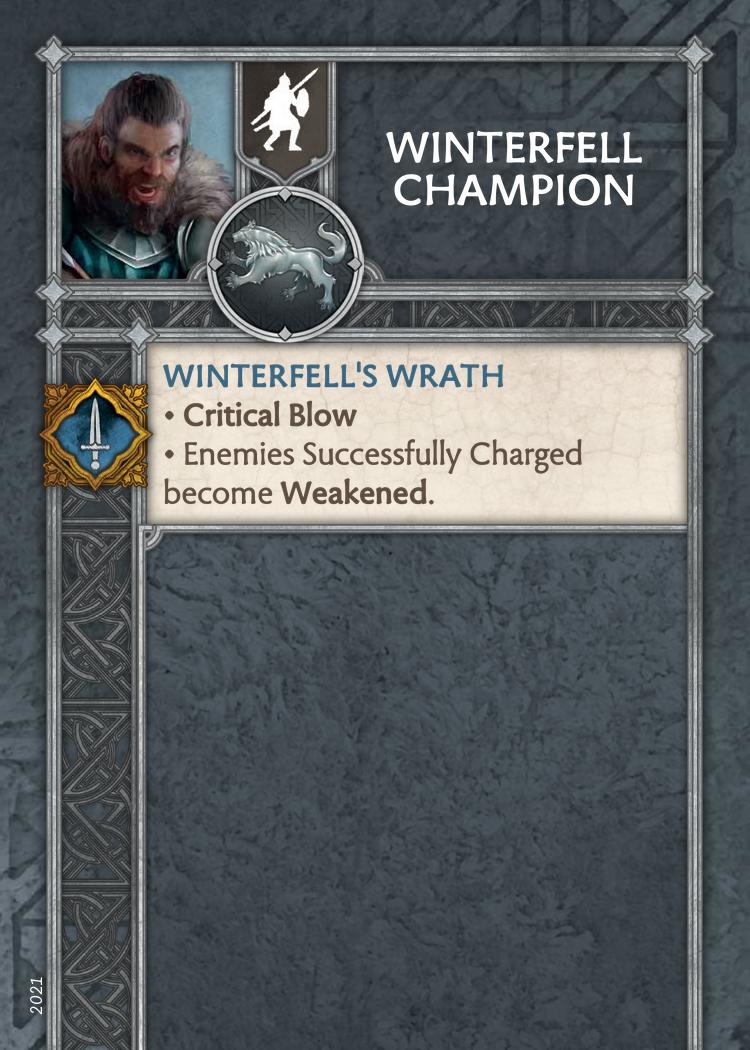 WINTERFELL
CHAMPION
WINTERFELL'S WRATH
• Critical Blow
• Enemies Successfully Charged
become Weakened.
2021